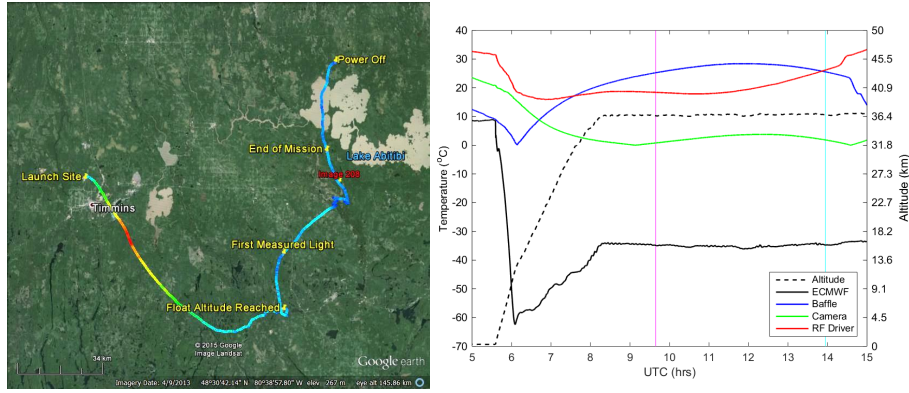 Power Off
End of Mission
Lake Abitibi
Image 208
Launch Site
Timmins
First Measured Light
Float Altitude Reached
© 2015 Google
Image Landsat
34 km
Google earth
Imagery Date: 4/9/2013 48°30'42.14" N 80°38'57.80" W elev 267 m eye alt 145.86 km
40
30
20
10
0
-10
-20
-30
-40
-50
-60
-70
Temperature (°C)
50
45.5
40.9
36.4
31.8
27.3
22.7
18.2
13.6
9.1
4.5
0
Altitude (km)
Altitude
ECMWF
Baffle
Camera
RF Driver
5 6 7 8 9 10 11 12 13 14 15
UTC (hrs)